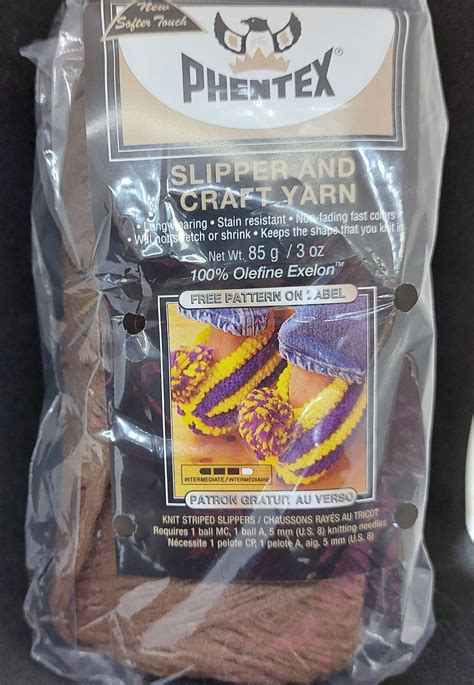 New
Softer Touch
PHENTEX®
SLIPPER AND
CRAFT YARN
• Long wearing • Stain resistant • Non-fading fast colors
• Will not stretch or shrink • Keeps the shape that you knit in
Net Wt. 85 g / 3 oz
100% Olefine Exelon™
FREE PATTERN ON LABEL
INTERMEDIATE/INTERMÉDIAIRE
PATRON GRATUIT AU VERSO
KNIT STRIPED SLIPPERS / CHAUSSONS RAYÉS AU TRICOT
Requires 1 ball MC, 1 ball A, 5 mm (U.S. 8) knitting needles
Nécessite 1 pelote CP, 1 pelote A, aig. 5 mm (U.S. 8)